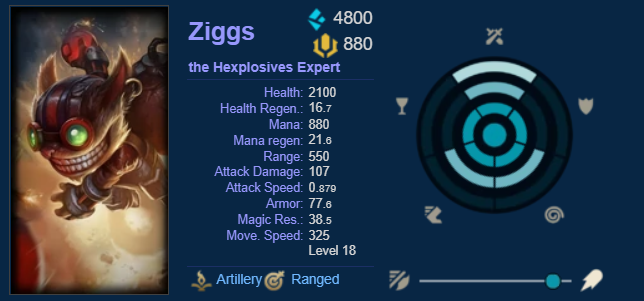 Ziggs
4800
880
the Hexplosives Expert
Health: 2100
Health Regen.: 16.7
Mana: 880
Mana regen: 21.6
Range: 550
Attack Damage: 107
Attack Speed: 0.879
Armor: 77.6
Magic Res.: 38.5
Move. Speed: 325
Level 18
Artillery Ranged